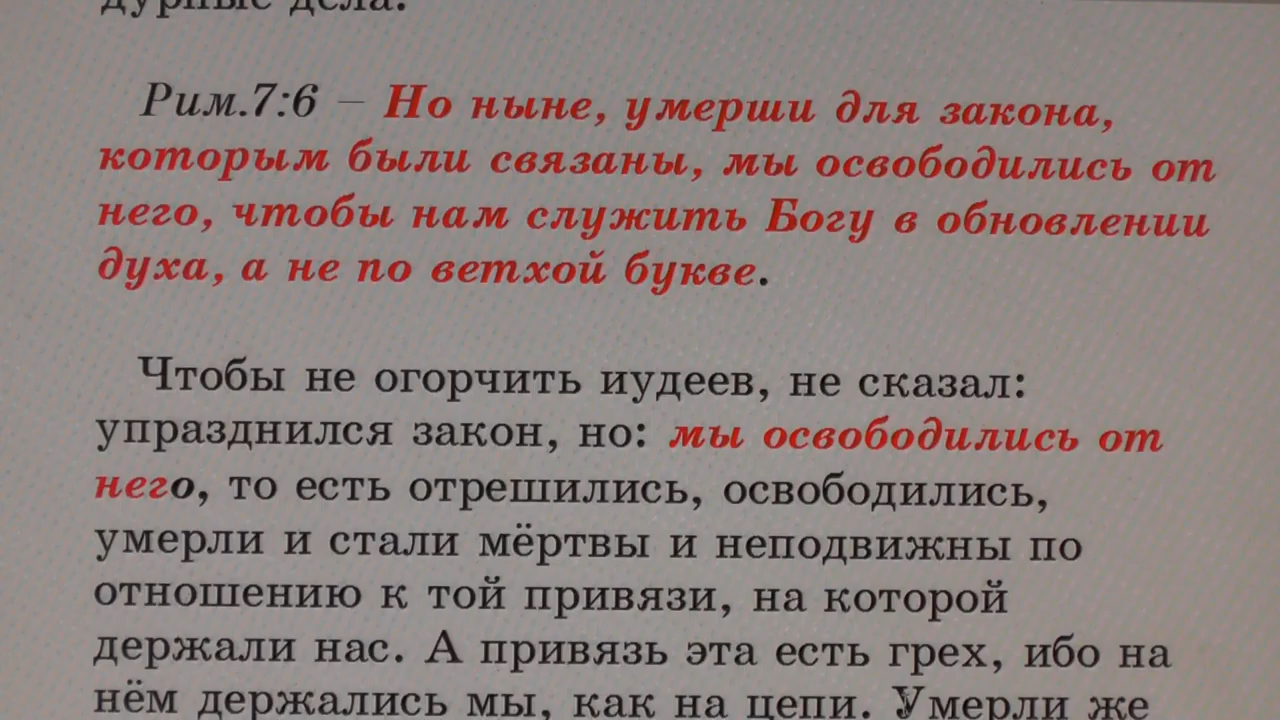 дурные дела.
Рим.7:6 – Но ныне, умерши для закона,
которым были связаны, мы освободились от
него, чтобы нам служить Богу в обновлении
духа, а не по ветхой букве.
Чтобы не огорчить иудеев, не сказал:
упразднился закон, но: мы освободились от
него, то есть отрешились, освободились,
умерли и стали мёртвы и неподвижны по
отношению к той привязи, на которой
держали нас. А привязь эта есть грех, ибо на
нём держались мы, как на цепи. Умерли же